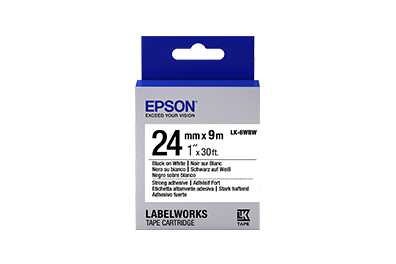 EPSON
EXCEED YOUR VISION
24 mm x 9m
LK-6WBW
1" x 30ft.
Black on White | Noir sur Blanc
Nero su bianco | Schwarz auf Weiß
Negro sobre blanco
Strong adhesive | Adhésif Fort
Etichetta altamente adesiva | Stark haftend
Adhesivo fuerte
LABELWORKS
TAPE CARTRIDGE
LK
TAPE